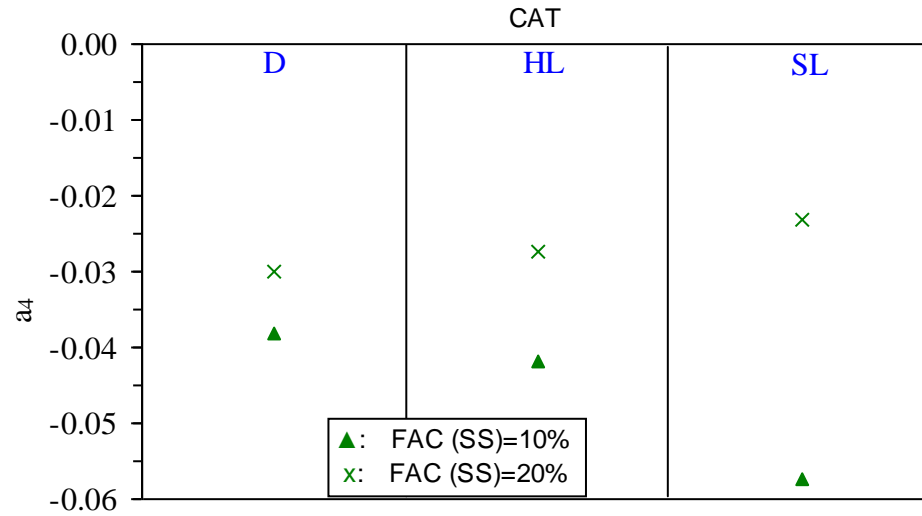 CAT
0.00
D HL SL
-0.01
-0.02
-0.03
a4
-0.04
-0.05
▲: FAC (SS)=10%
x: FAC (SS)=20%
-0.06